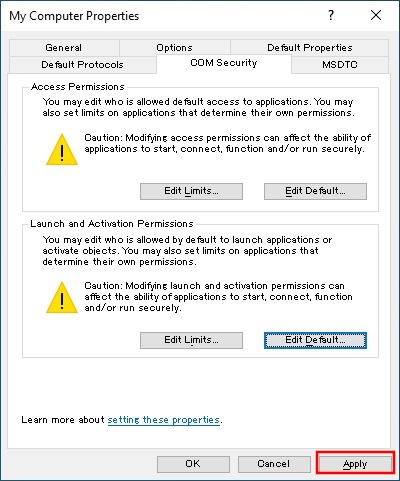 My Computer Properties
General Options Default Properties
Default Protocols COM Security MSDTC
Access Permissions
You may edit who is allowed default access to applications. You may
also set limits on applications that determine their own permissions.
Caution: Modifying access permissions can affect the ability of
applications to start, connect, function and/or run securely.
Edit Limits... Edit Default...
Launch and Activation Permissions
You may edit who is allowed by default to launch applications or
activate objects. You may also set limits on applications that
determine their own permissions.
Caution: Modifying launch and activation permissions can
affect the ability of applications to start, connect, function
and/or run securely.
Edit Limits... Edit Default...
Learn more about setting these properties.
OK Cancel Apply